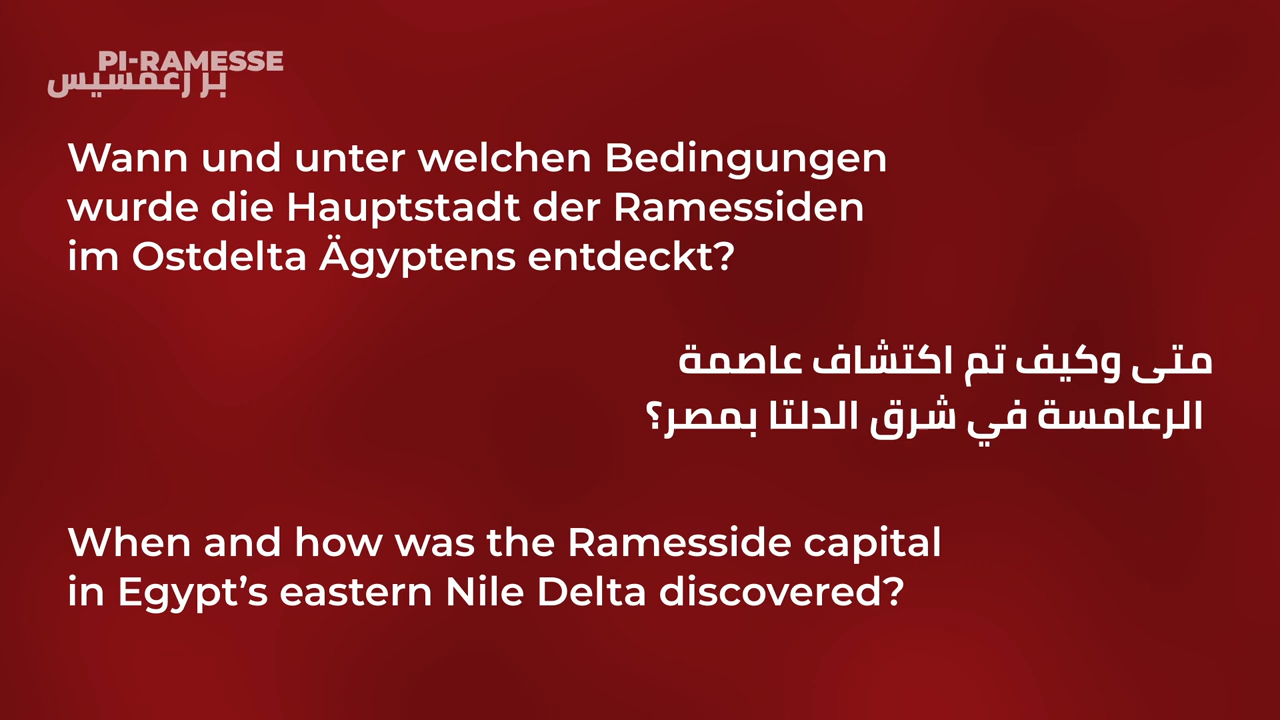 PI-RAMESSE
بر رعمسيس
Wann und unter welchen Bedingungen
wurde die Hauptstadt der Ramessiden
im Ostdelta Ägyptens entdeckt?
متى وكيف تم اكتشاف عاصمة
الرعامسة في شرق الدلتا بمصر؟
When and how was the Ramesside capital
in Egypt’s eastern Nile Delta discovered?